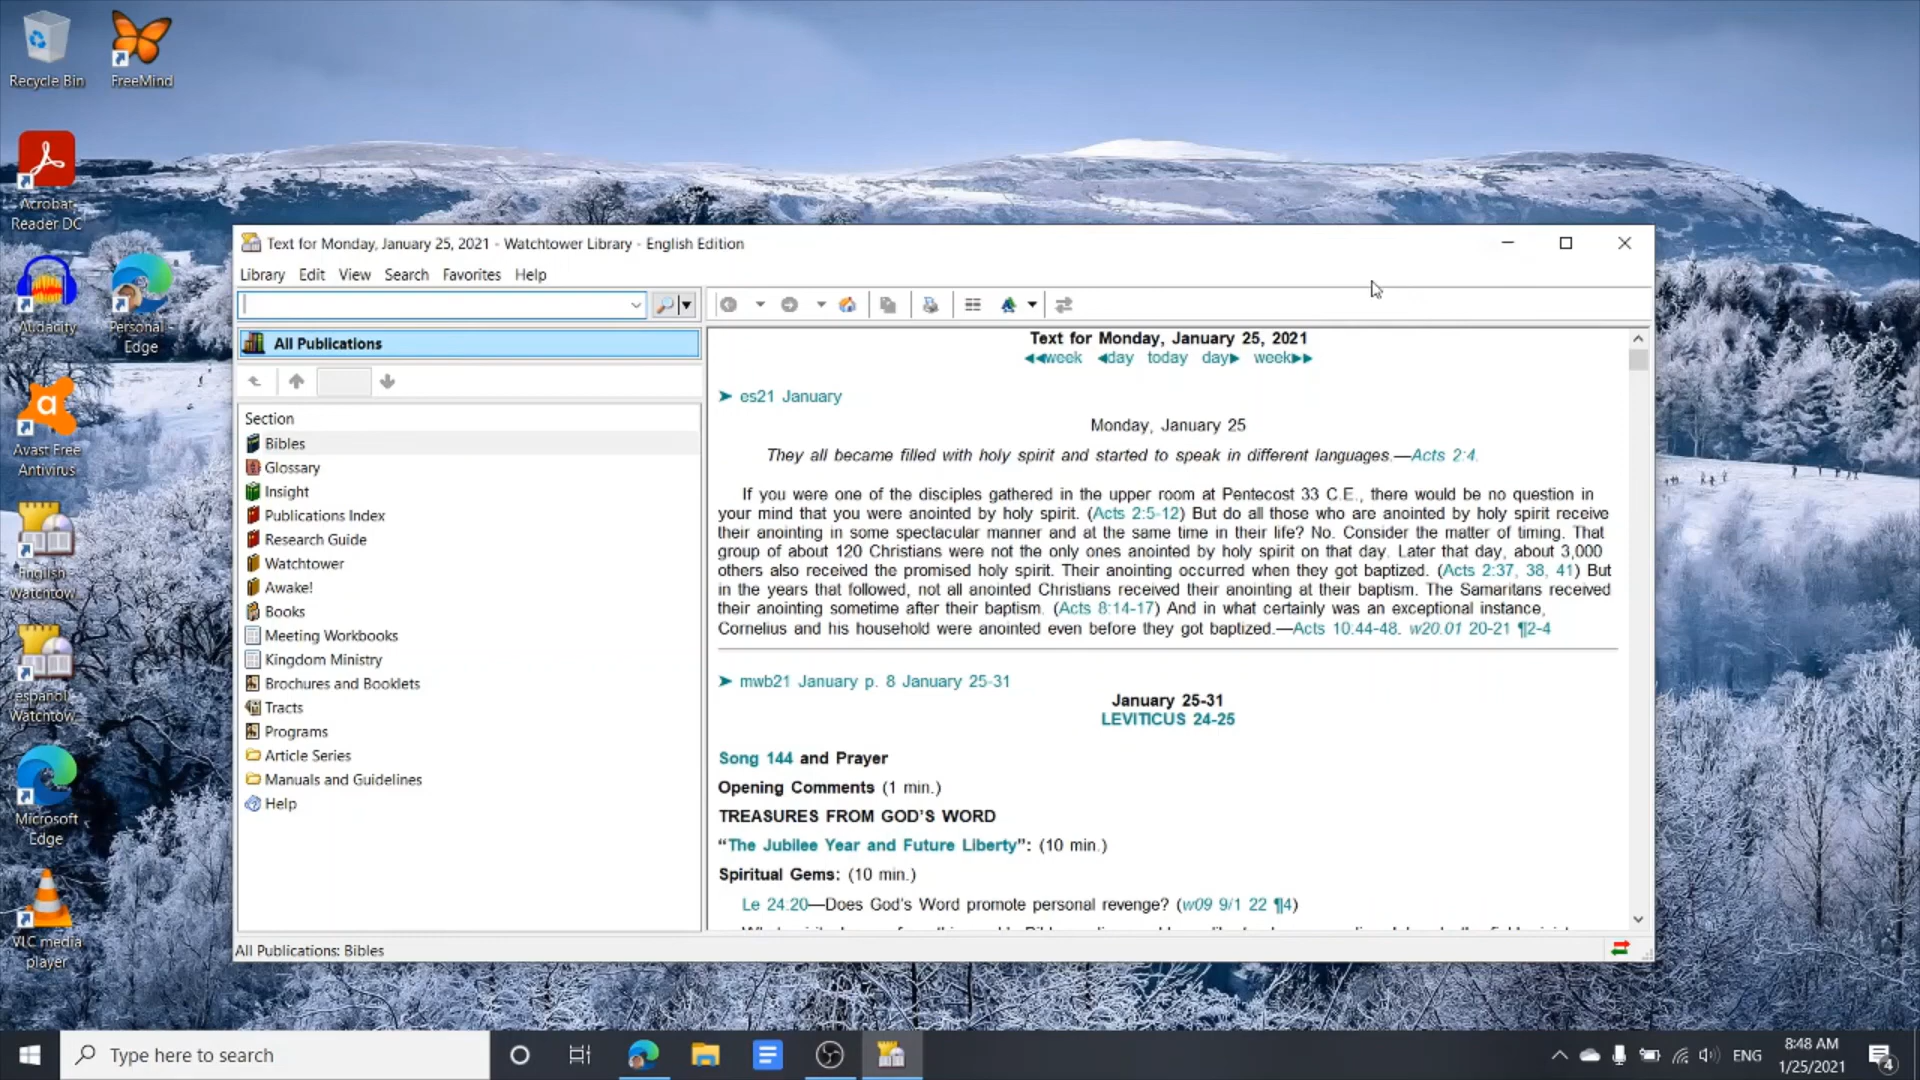 Recycle Bin
FreeMind
Acrobat
Reader DC
Audacity
Personal -
Edge
Avast Free
Antivirus
English
Watchtow...
español
Watchtow...
Microsoft
Edge
VLC media
player
Text for Monday, January 25, 2021 - Watchtower Library - English Edition
Library Edit View Search Favorites Help
All Publications
Section
Bibles
Glossary
Insight
Publications Index
Research Guide
Watchtower
Awake!
Books
Meeting Workbooks
Kingdom Ministry
Brochures and Booklets
Tracts
Programs
Article Series
Manuals and Guidelines
Help
Text for Monday, January 25, 2021
◀◀week ◀day today day▶ week▶▶
➤ es21 January
Monday, January 25
They all became filled with holy spirit and started to speak in different languages.—Acts 2:4.
If you were one of the disciples gathered in the upper room at Pentecost 33 C.E., there would be no question in
your mind that you were anointed by holy spirit. (Acts 2:5-12) But do all those who are anointed by holy spirit receive
their anointing in some spectacular manner and at the same time in their life? No. Consider the matter of timing. That
group of about 120 Christians were not the only ones anointed by holy spirit on that day. Later that day, about 3,000
others also received the promised holy spirit. Their anointing occurred when they got baptized. (Acts 2:37, 38, 41) But
in the years that followed, not all anointed Christians received their anointing at their baptism. The Samaritans received
their anointing sometime after their baptism. (Acts 8:14-17) And in what certainly was an exceptional instance,
Cornelius and his household were anointed even before they got baptized.—Acts 10:44-48. w20.01 20-21 ¶2-4
➤ mwb21 January p. 8 January 25-31
January 25-31
LEVITICUS 24-25
Song 144 and Prayer
Opening Comments (1 min.)
TREASURES FROM GOD'S WORD
“The Jubilee Year and Future Liberty”: (10 min.)
Spiritual Gems: (10 min.)
Le 24:20—Does God's Word promote personal revenge? (w09 9/1 22 ¶4)
All Publications: Bibles
Type here to search
ENG
8:48 AM
1/25/2021
4